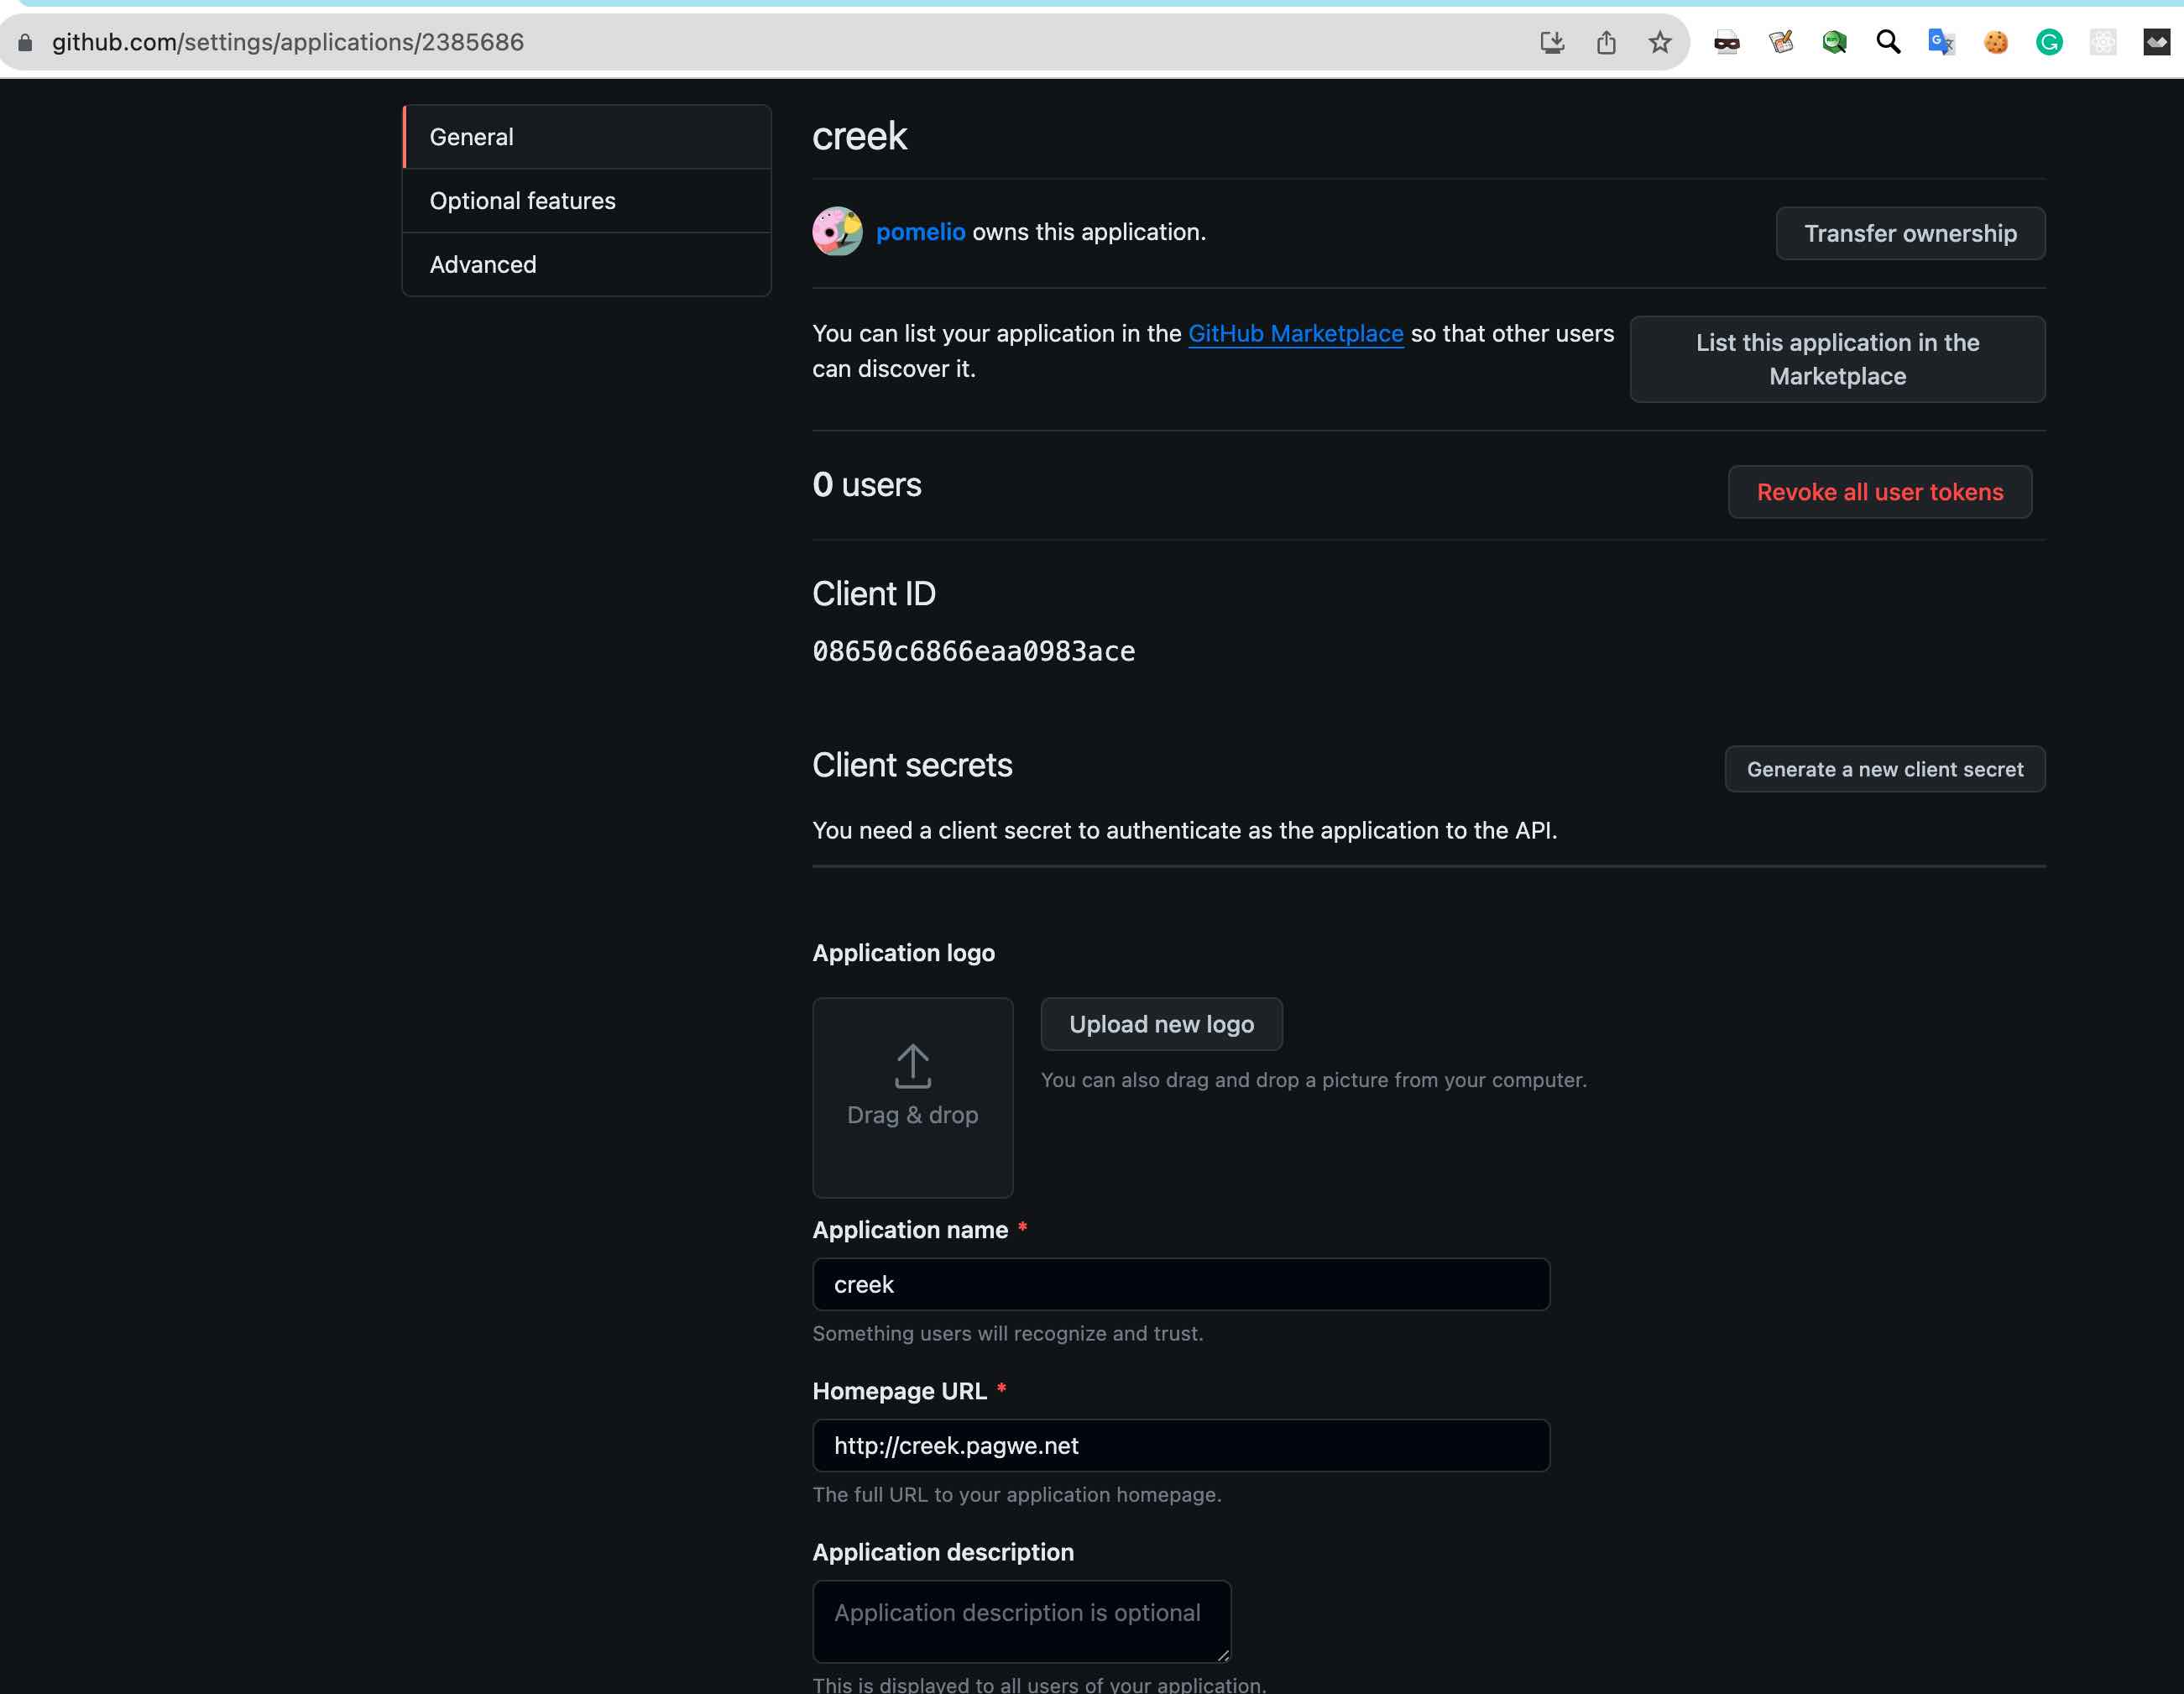 github.com/settings/applications/2385686
General
Optional features
Advanced
creek
pomelio owns this application.
Transfer ownership
You can list your application in the GitHub Marketplace so that other users
can discover it.
List this application in the
Marketplace
0 users
Revoke all user tokens
Client ID
08650c6866eaa0983ace
Client secrets
Generate a new client secret
You need a client secret to authenticate as the application to the API.
Application logo
Drag & drop
Upload new logo
You can also drag and drop a picture from your computer.
Application name *
creek
Something users will recognize and trust.
Homepage URL *
http://creek.pagwe.net
The full URL to your application homepage.
Application description
Application description is optional
This is displayed to all users of your application.